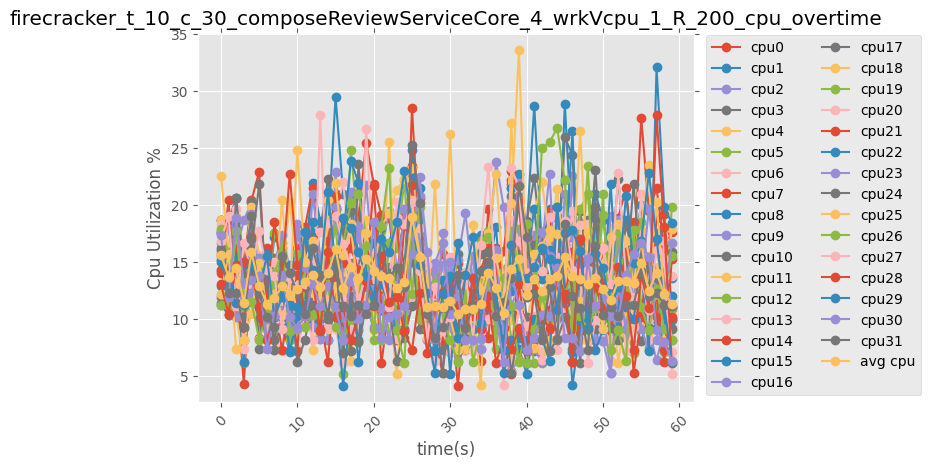 firecracker_t_10_c_30_composeReviewServiceCore_4_wrkVcpu_1_R_200_cpu_overtime
Cpu Utilization %
35
30
25
20
15
10
5
0
10
20
30
40
50
60
time(s)
cpu0
cpu1
cpu2
cpu3
cpu4
cpu5
cpu6
cpu7
cpu8
cpu9
cpu10
cpu11
cpu12
cpu13
cpu14
cpu15
cpu16
cpu17
cpu18
cpu19
cpu20
cpu21
cpu22
cpu23
cpu24
cpu25
cpu26
cpu27
cpu28
cpu29
cpu30
cpu31
avg cpu